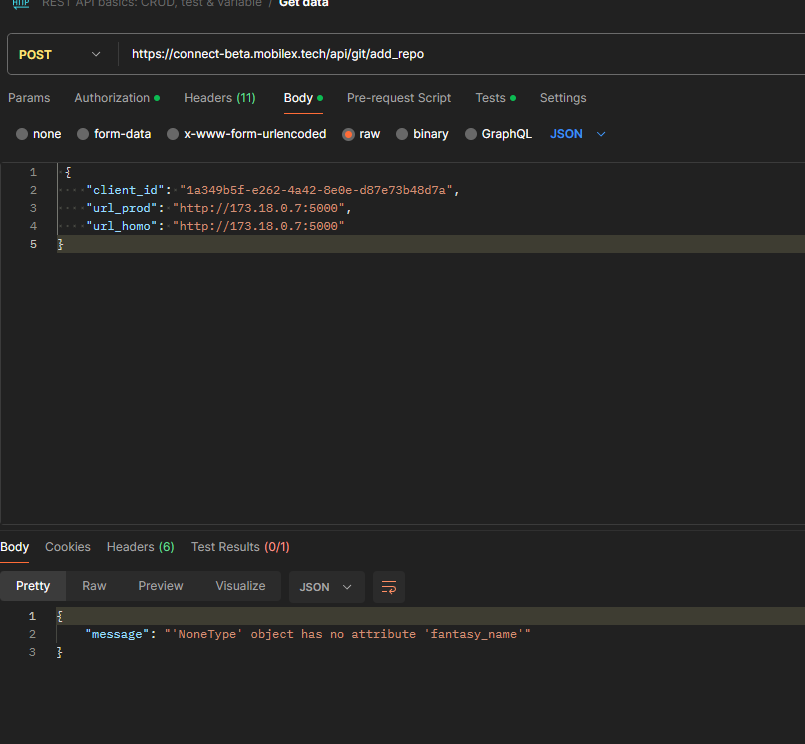 HTTP REST API basics: CRUD, test & variable / Get data
POST https://connect-beta.mobilex.tech/api/git/add_repo
Params Authorization Headers (11) Body Pre-request Script Tests Settings
none form-data x-www-form-urlencoded raw binary GraphQL JSON
1 {
2 "client_id": "1a349b5f-e262-4a42-8e0e-d87e73b48d7a",
3 "url_prod": "http://173.18.0.7:5000",
4 "url_homo": "http://173.18.0.7:5000"
5 }
Body Cookies Headers (6) Test Results (0/1)
Pretty Raw Preview Visualize JSON
1 {
2 "message": "'NoneType' object has no attribute 'fantasy_name'"
3 }